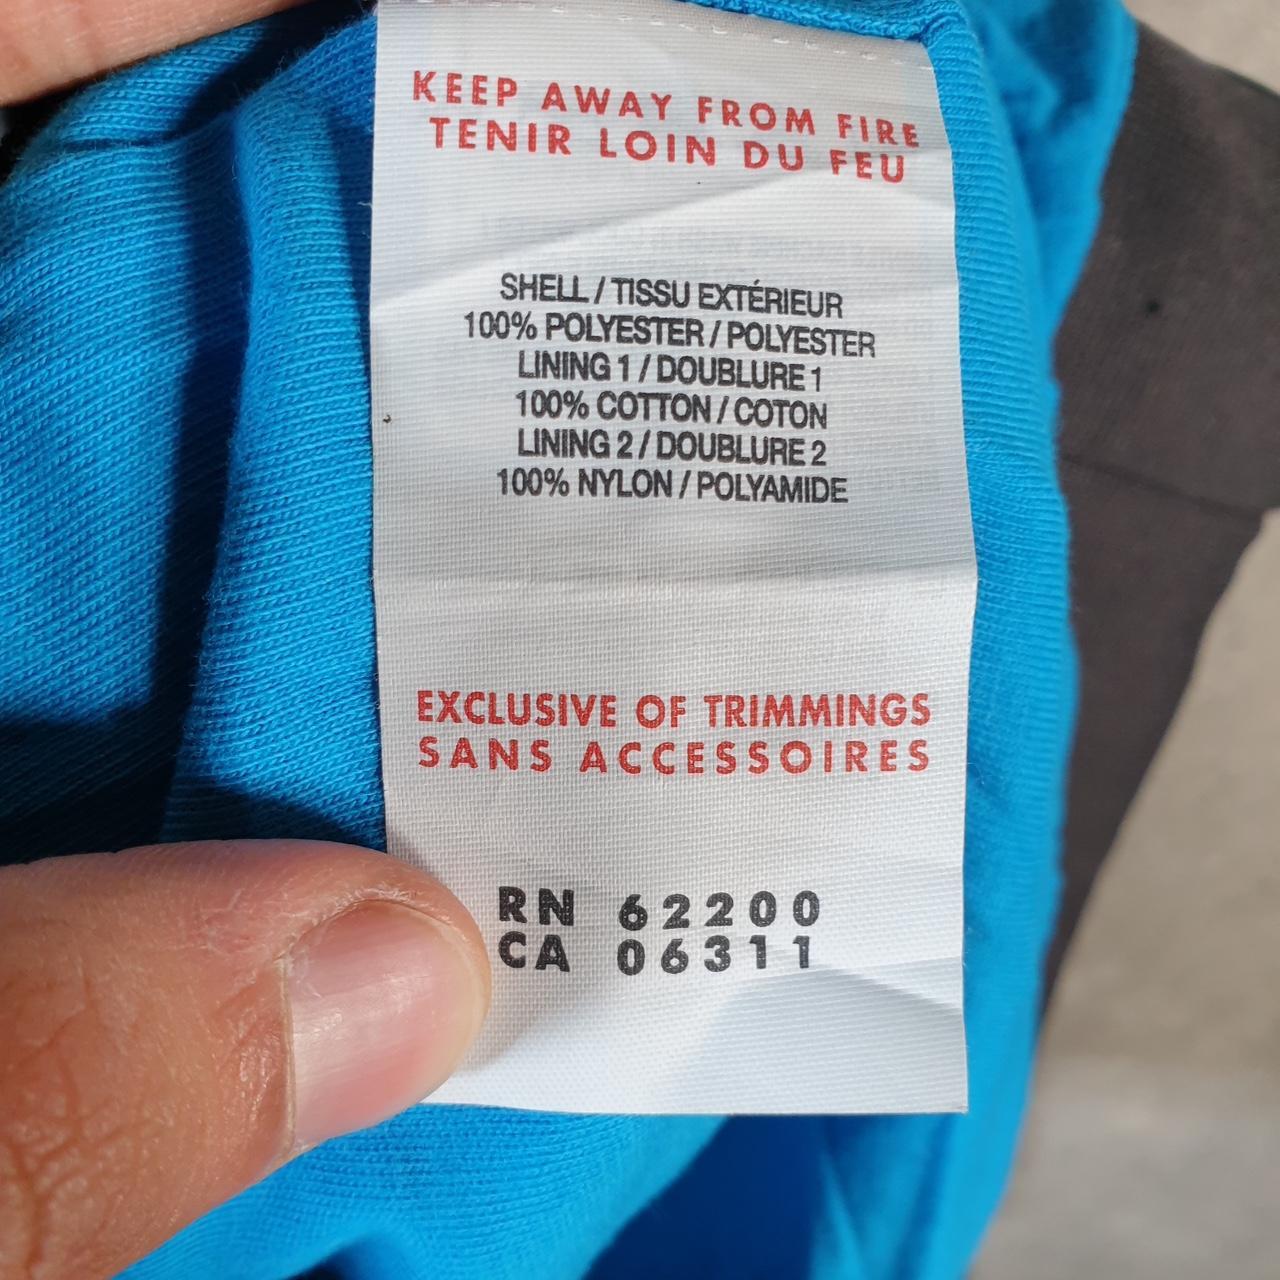 KEEP AWAY FROM FIRE
TENIR LOIN DU FEU
SHELL / TISSU EXTÉRIEUR
100% POLYESTER / POLYESTER
LINING 1 / DOUBLURE 1
100% COTTON / COTON
LINING 2 / DOUBLURE 2
100% NYLON / POLYAMIDE
EXCLUSIVE OF TRIMMINGS
SANS ACCESSOIRES
RN 62200
CA 06311